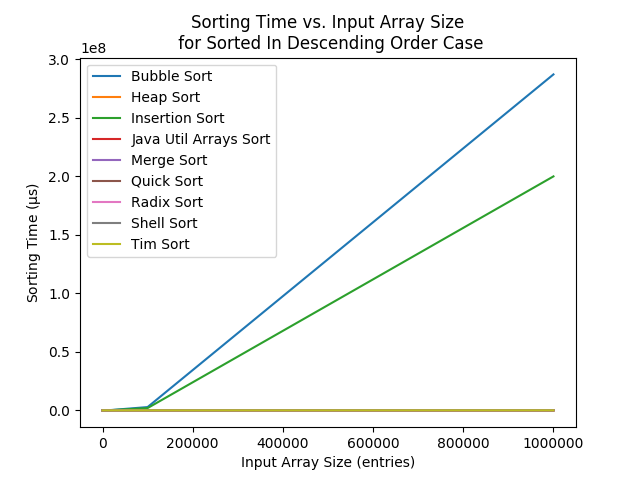 Sorting Time vs. Input Array Size
for Sorted In Descending Order Case
1e8
3.0
2.5
2.0
1.5
1.0
0.5
0.0
Sorting Time (µs)
Bubble Sort
Heap Sort
Insertion Sort
Java Util Arrays Sort
Merge Sort
Quick Sort
Radix Sort
Shell Sort
Tim Sort
0 200000 400000 600000 800000 1000000
Input Array Size (entries)